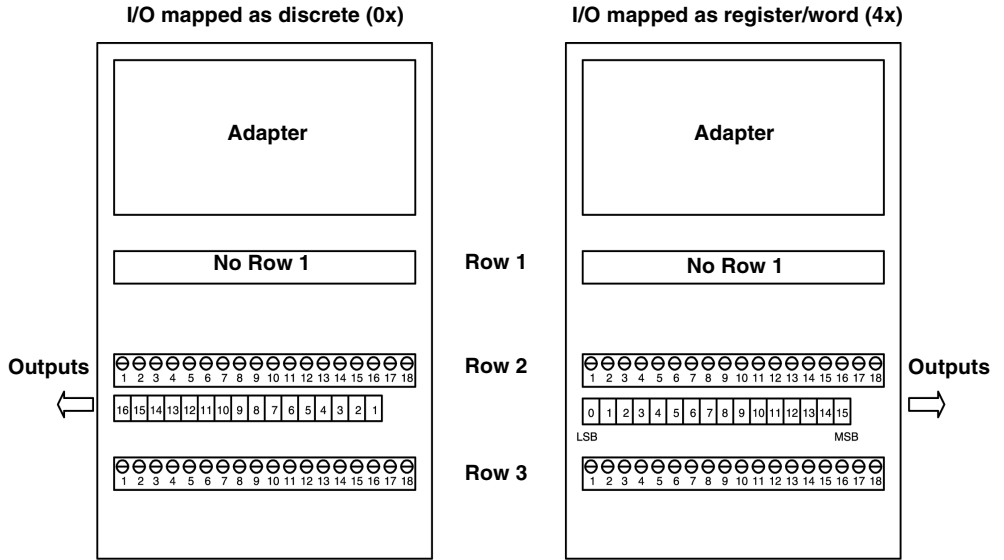 I/O mapped as discrete (0x)
I/O mapped as register/word (4x)
Adapter
Adapter
No Row 1
Row 1
No Row 1
Outputs
Row 2
Outputs
1 2 3 4 5 6 7 8 9 10 11 12 13 14 15 16 17 18
1 2 3 4 5 6 7 8 9 10 11 12 13 14 15 16 17 18
16 15 14 13 12 11 10 9 8 7 6 5 4 3 2 1
0 1 2 3 4 5 6 7 8 9 10 11 12 13 14 15
LSB
MSB
Row 3
1 2 3 4 5 6 7 8 9 10 11 12 13 14 15 16 17 18
1 2 3 4 5 6 7 8 9 10 11 12 13 14 15 16 17 18